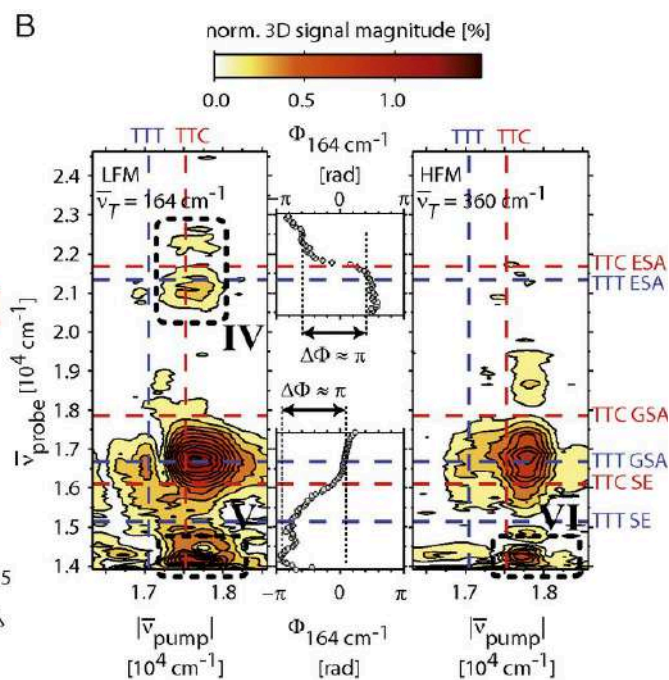 B
norm. 3D signal magnitude [%]
0.0 0.5 1.0
TTT TTC
Φ164 cm⁻¹
[rad]
−π 0 π
TTT TTC
LFM
ν̅T = 164 cm⁻¹
HFM
ν̅T = 360 cm⁻¹
2.4
2.3
2.2
2.1
2.0
1.9
1.8
1.7
1.6
1.5
1.4
ν̅probe [10⁴ cm⁻¹]
IV
V
VI
ΔΦ ≈ π
ΔΦ ≈ π
TTC ESA
TTT ESA
TTC GSA
TTT GSA
TTC SE
TTT SE
5
1.7 1.8
−π 0 π
1.7 1.8
|ν̅pump|
[10⁴ cm⁻¹]
Φ164 cm⁻¹
[rad]
|ν̅pump|
[10⁴ cm⁻¹]